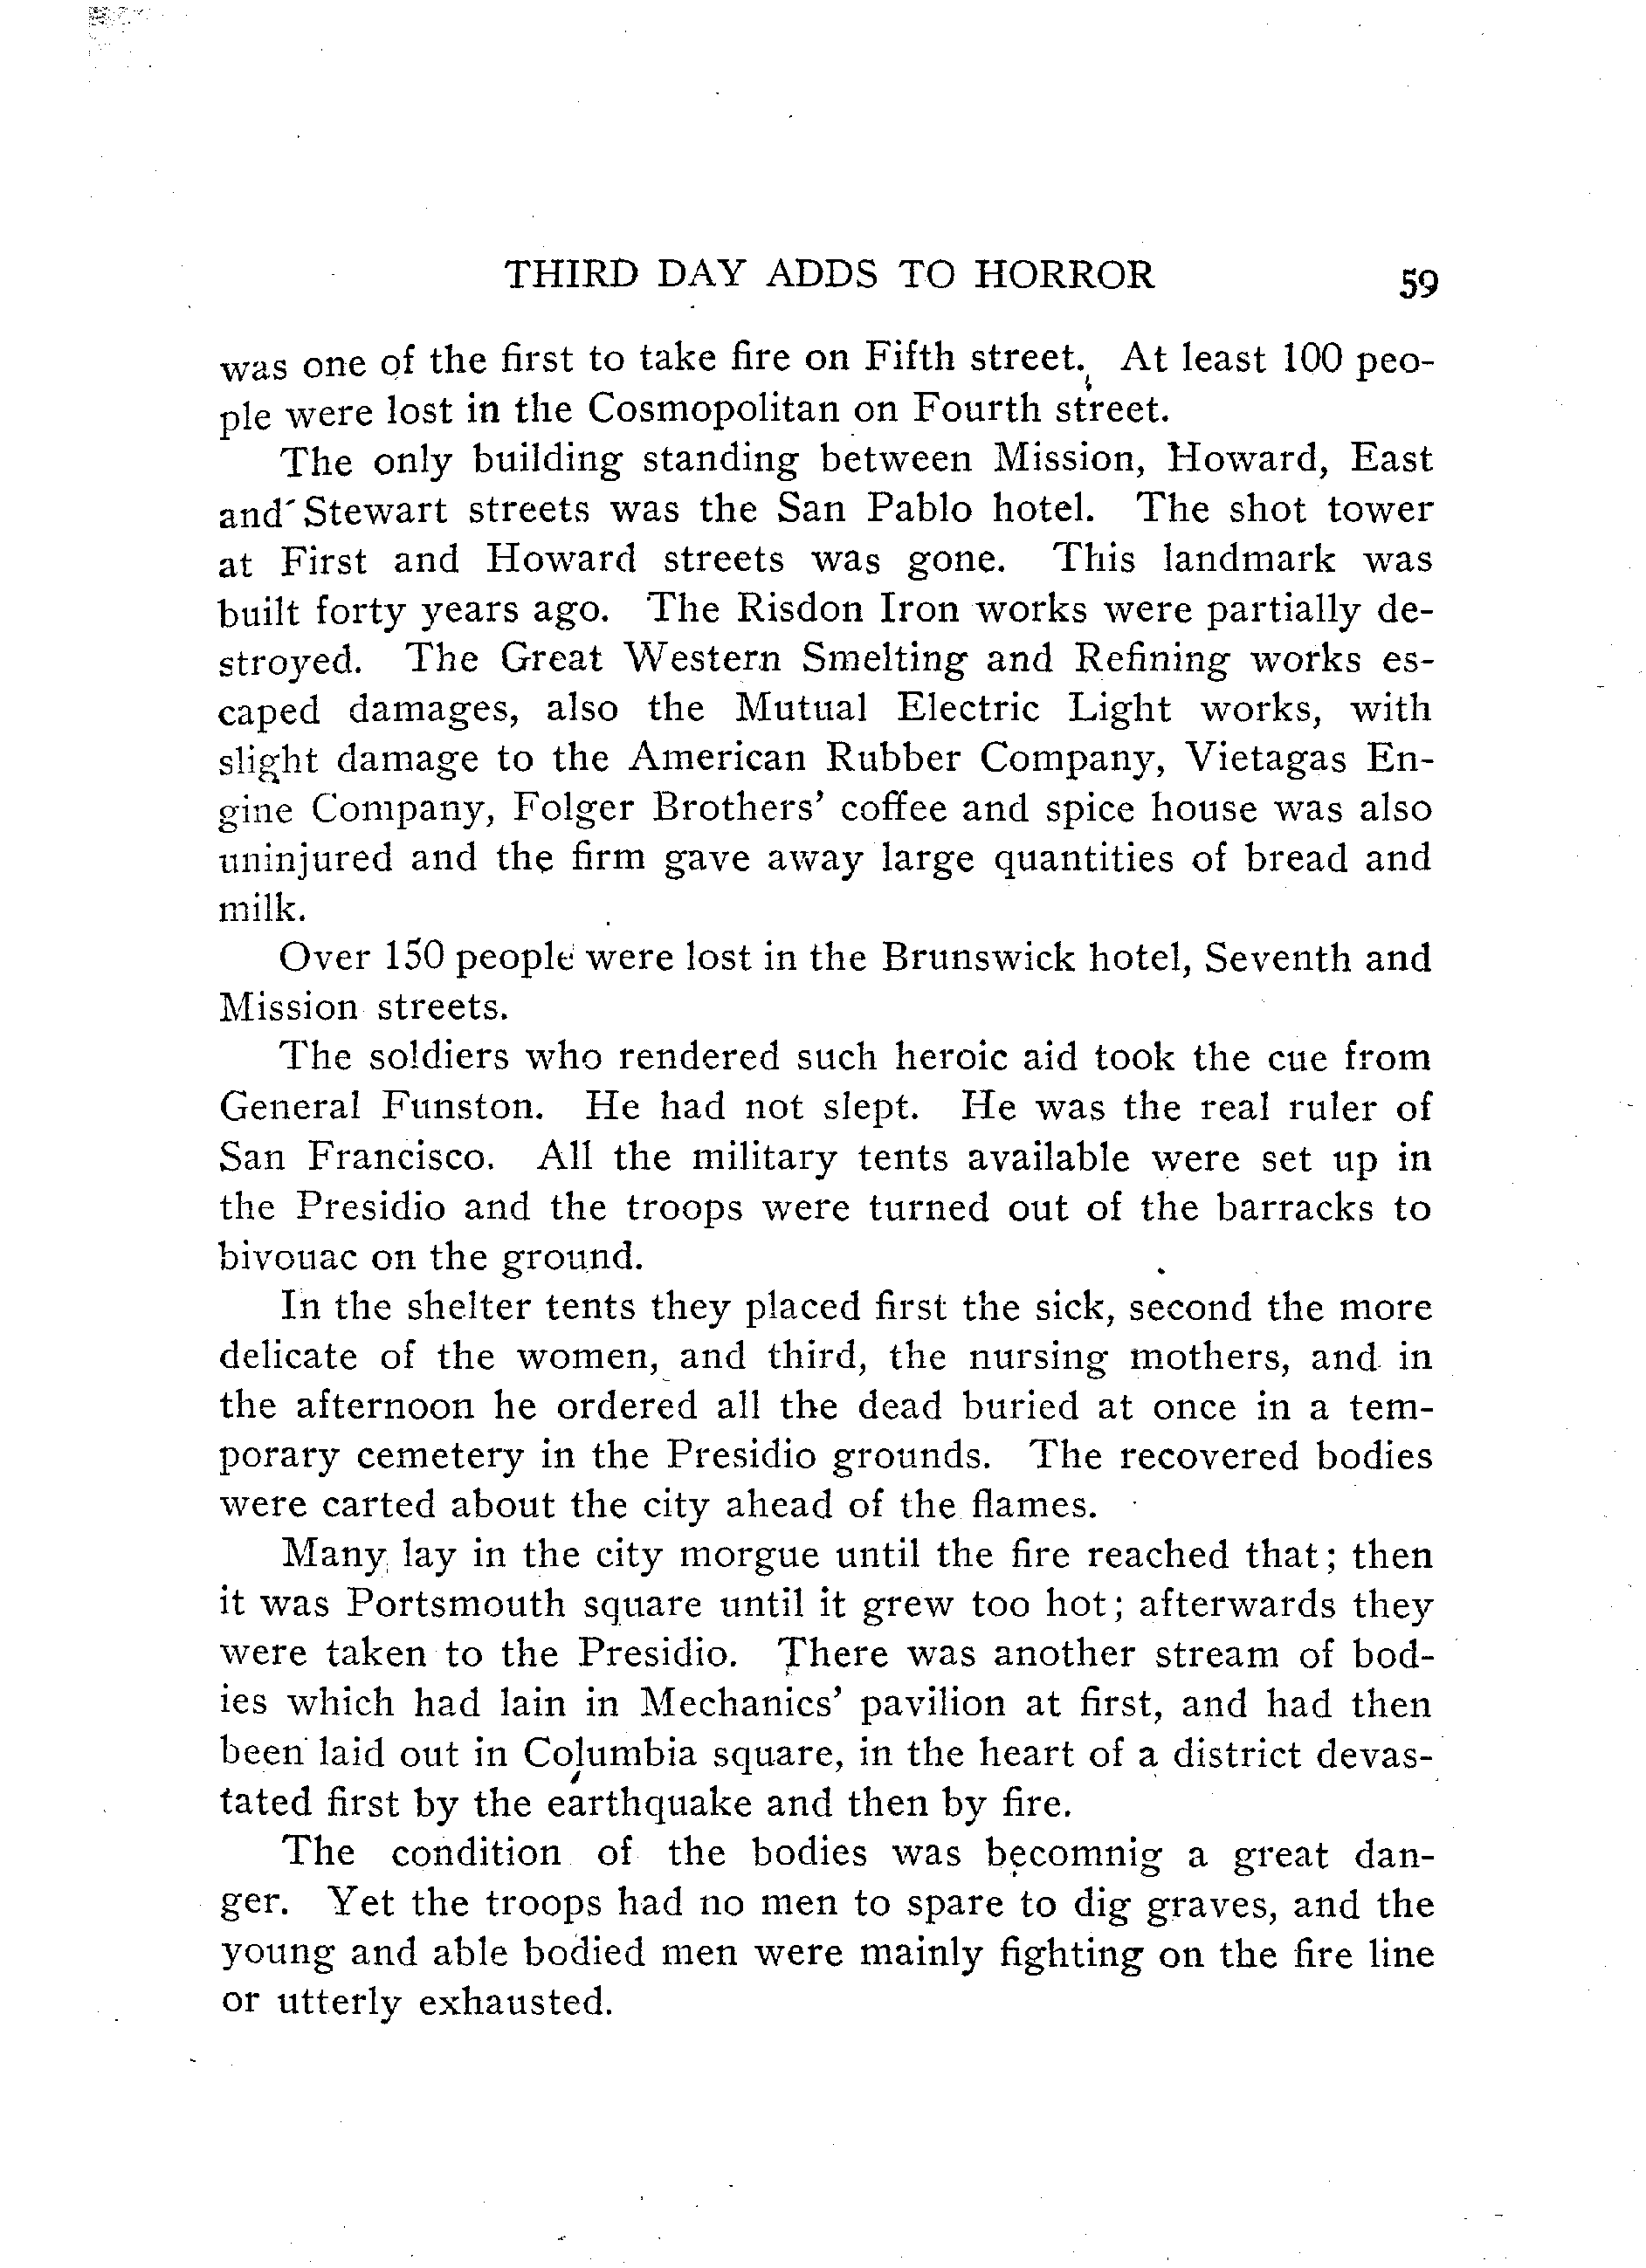 THIRD DAY ADDS TO HORROR 59
was one of the first to take fire on Fifth street. At least 100 peo-
ple were lost in the Cosmopolitan on Fourth street.
The only building standing between Mission, Howard, East
and Stewart streets was the San Pablo hotel. The shot tower
at First and Howard streets was gone. This landmark was
built forty years ago. The Risdon Iron works were partially de-
stroyed. The Great Western Smelting and Refining works es-
caped damages, also the Mutual Electric Light works, with
slight damage to the American Rubber Company, Vietagas En-
gine Company, Folger Brothers' coffee and spice house was also
uninjured and the firm gave away large quantities of bread and
milk.
Over 150 people were lost in the Brunswick hotel, Seventh and
Mission streets.
The soldiers who rendered such heroic aid took the cue from
General Funston. He had not slept. He was the real ruler of
San Francisco. All the military tents available were set up in
the Presidio and the troops were turned out of the barracks to
bivouac on the ground.
In the shelter tents they placed first the sick, second the more
delicate of the women, and third, the nursing mothers, and in
the afternoon he ordered all the dead buried at once in a tem-
porary cemetery in the Presidio grounds. The recovered bodies
were carted about the city ahead of the flames.
Many lay in the city morgue until the fire reached that; then
it was Portsmouth square until it grew too hot; afterwards they
were taken to the Presidio. There was another stream of bod-
ies which had lain in Mechanics' pavilion at first, and had then
been laid out in Columbia square, in the heart of a district devas-
tated first by the earthquake and then by fire.
The condition of the bodies was becomnig a great dan-
ger. Yet the troops had no men to spare to dig graves, and the
young and able bodied men were mainly fighting on the fire line
or utterly exhausted.